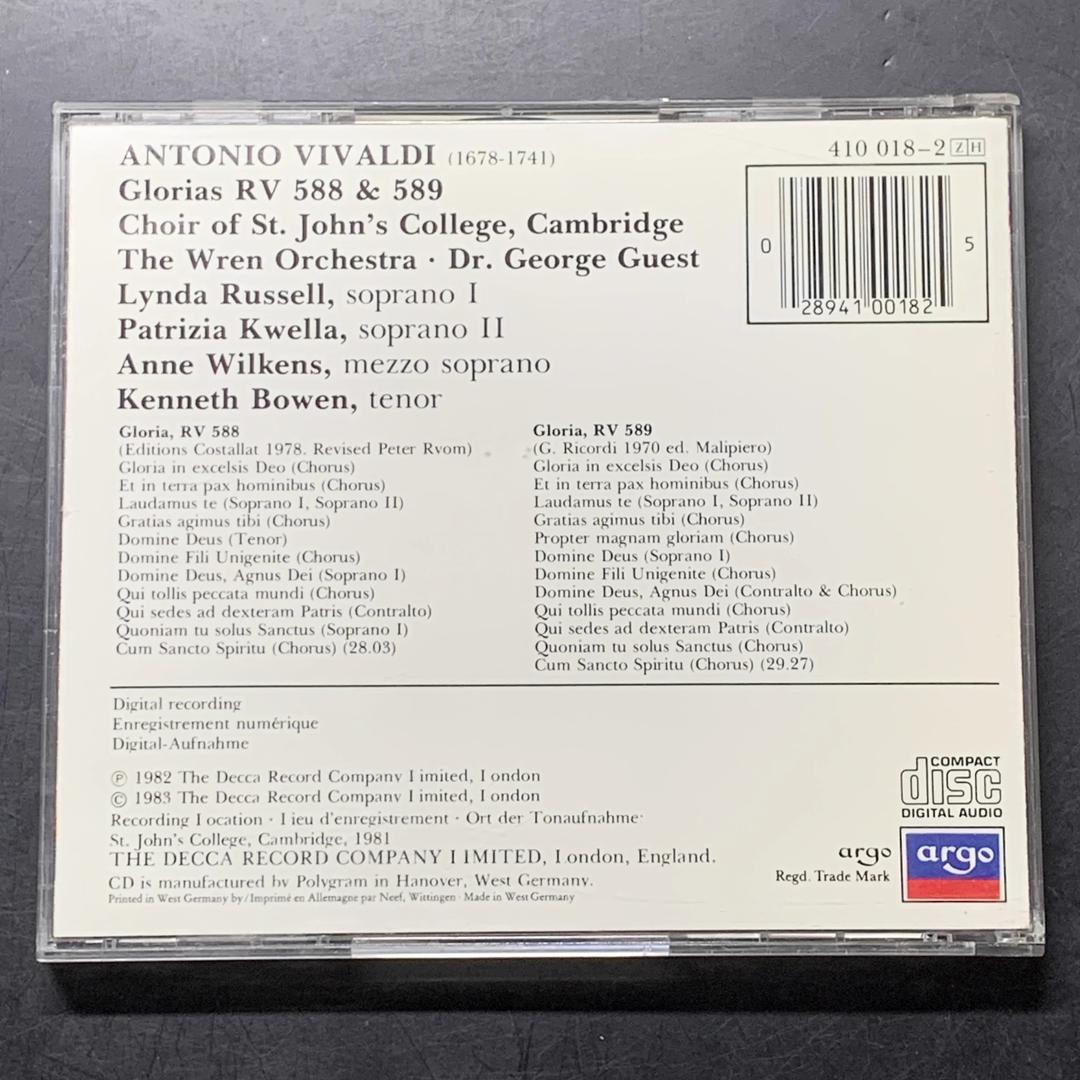 ANTONIO VIVALDI (1678-1741)
Glorias RV 588 & 589
Choir of St. John's College, Cambridge
The Wren Orchestra · Dr. George Guest
Lynda Russell, soprano I
Patrizia Kwella, soprano II
Anne Wilkens, mezzo soprano
Kenneth Bowen, tenor
410 018-2 ZH
0 28941 00182 5
Gloria, RV 588
(Editions Costallat 1978. Revised Peter Ryom)
Gloria in excelsis Deo (Chorus)
Et in terra pax hominibus (Chorus)
Laudamus te (Soprano I, Soprano II)
Gratias agimus tibi (Chorus)
Domine Deus (Tenor)
Domine Fili Unigenite (Chorus)
Domine Deus, Agnus Dei (Soprano I)
Qui tollis peccata mundi (Chorus)
Qui sedes ad dexteram Patris (Contralto)
Quoniam tu solus Sanctus (Soprano I)
Cum Sancto Spiritu (Chorus) (28.03)
Gloria, RV 589
(G. Ricordi 1970 ed. Malipiero)
Gloria in excelsis Deo (Chorus)
Et in terra pax hominibus (Chorus)
Laudamus te (Soprano I, Soprano II)
Gratias agimus tibi (Chorus)
Propter magnam gloriam (Chorus)
Domine Deus (Soprano I)
Domine Fili Unigenite (Chorus)
Domine Deus, Agnus Dei (Contralto & Chorus)
Qui tollis peccata mundi (Chorus)
Qui sedes ad dexteram Patris (Contralto)
Quoniam tu solus Sanctus (Chorus)
Cum Sancto Spiritu (Chorus) (29.27)
Digital recording
Enregistrement numérique
Digital-Aufnahme
Ⓟ 1982 The Decca Record Company Limited, London
© 1983 The Decca Record Company Limited, London
Recording Location · Lieu d'enregistrement · Ort der Tonaufnahme·
St. John's College, Cambridge, 1981
THE DECCA RECORD COMPANY LIMITED, London, England.
CD is manufactured by Polygram in Hanover, West Germany.
Printed in West Germany by/Imprimé en Allemagne par Neef, Wittingen · Made in West Germany
COMPACT
disc
DIGITAL AUDIO
argo
Regd. Trade Mark
argo